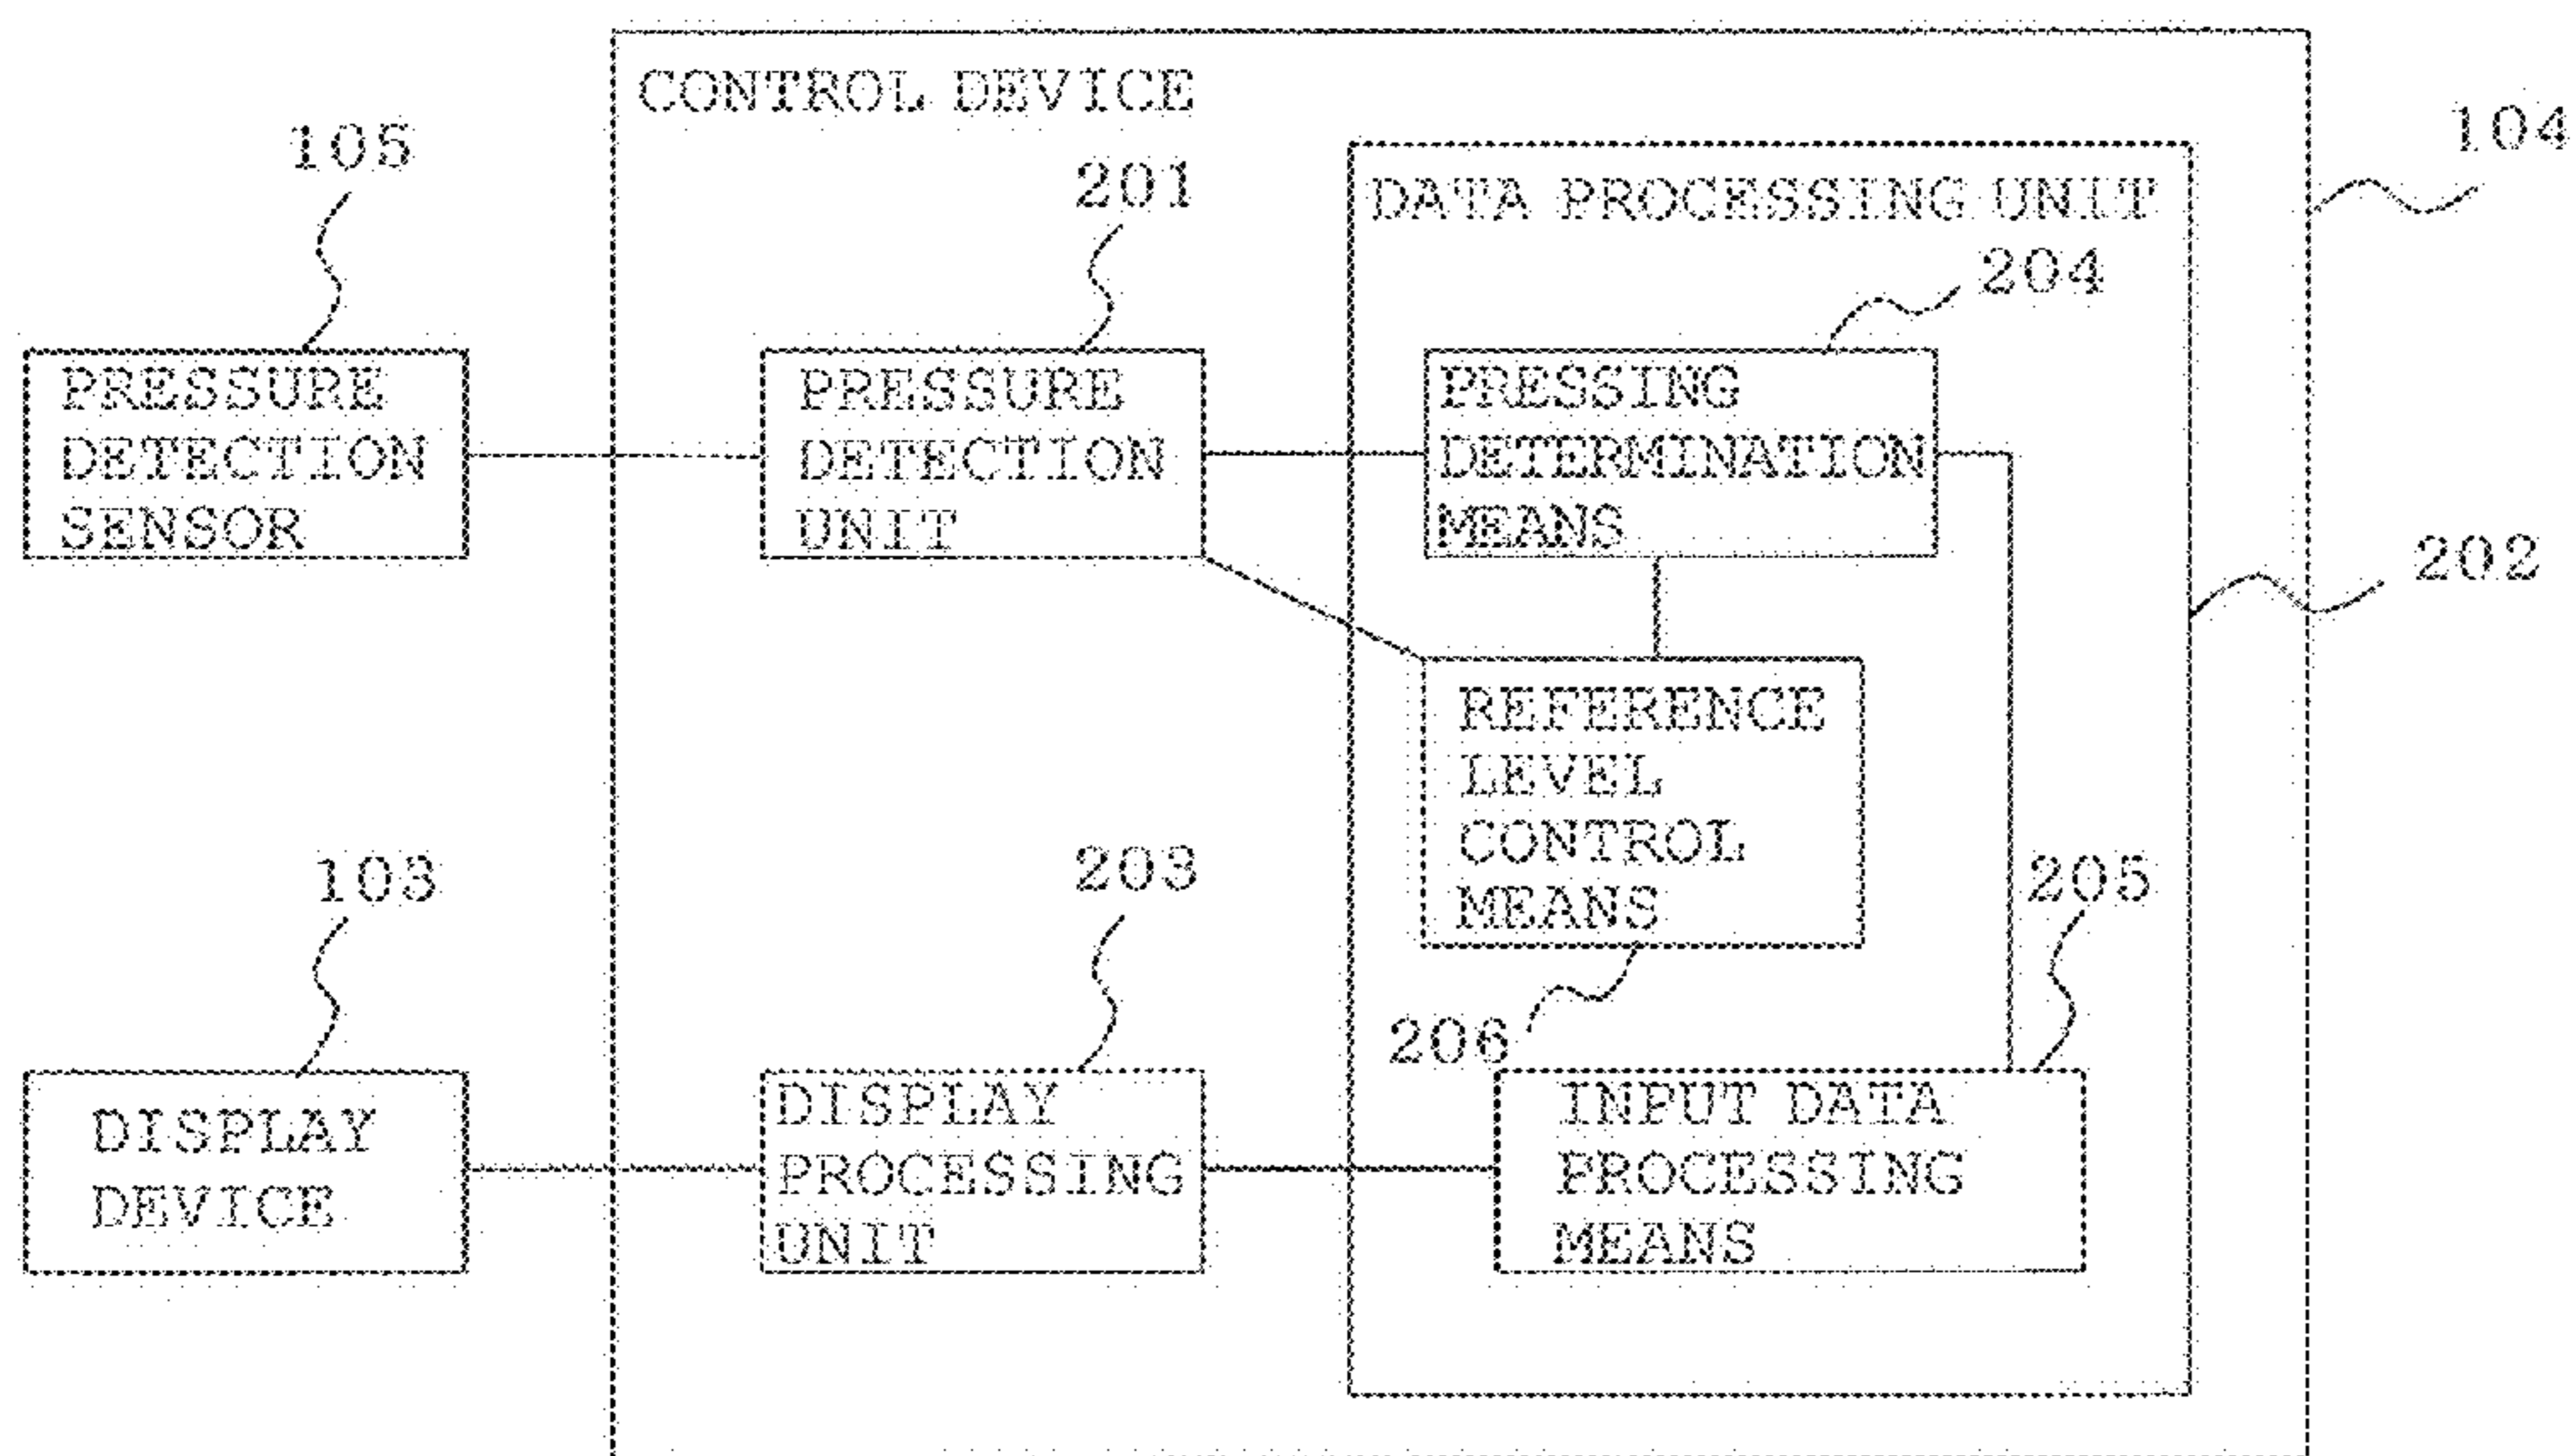 CONTROL DEVICE
104
105
201
DATA PROCESSING UNIT
204
PRESSURE
DETECTION
SENSOR
PRESSURE
DETECTION
UNIT
PRESSING
DETERMINATION
MEANS
202
REFERENCE
LEVEL
CONTROL
MEANS
103
203
205
206
DISPLAY
DEVICE
DISPLAY
PROCESSING
UNIT
INPUT DATA
PROCESSING
MEANS